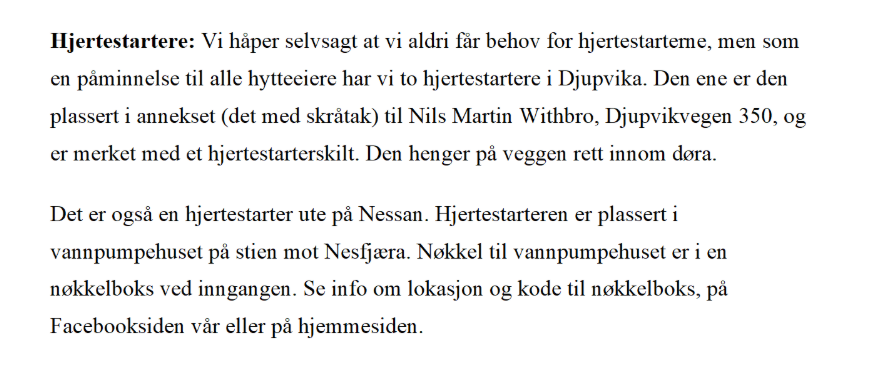 Hjertestartere: Vi håper selvsagt at vi aldri får behov for hjertestarterne, men som
en påminnelse til alle hytteeiere har vi to hjertestartere i Djupvika. Den ene er den
plassert i annekset (det med skråtak) til Nils Martin Withbro, Djupvikvegen 350, og
er merket med et hjertestarterskilt. Den henger på veggen rett innom døra.
Det er også en hjertestarter ute på Nessan. Hjertestarteren er plassert i
vannpumpehuset på stien mot Nesfjæra. Nøkkel til vannpumpehuset er i en
nøkkelboks ved inngangen. Se info om lokasjon og kode til nøkkelboks, på
Facebooksiden vår eller på hjemmesiden.